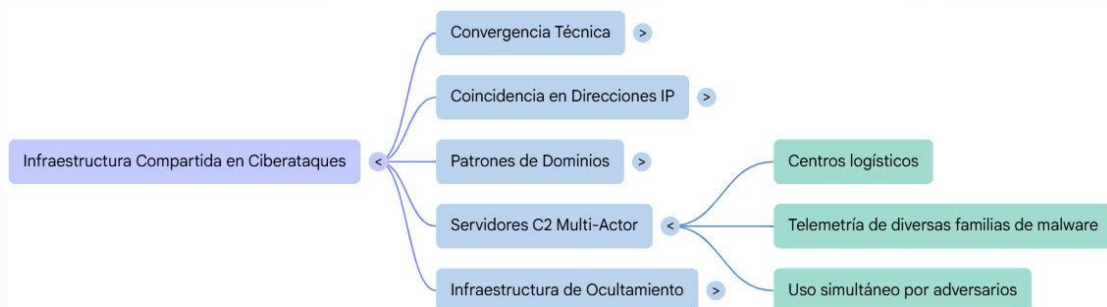 Infraestructura Compartida en Ciberataques
<
Convergencia Técnica
>
Coincidencia en Direcciones IP
>
Patrones de Dominios
>
Servidores C2 Multi-Actor
<
Centros logísticos
Telemetría de diversas familias de malware
Uso simultáneo por adversarios
Infraestructura de Ocultamiento
>